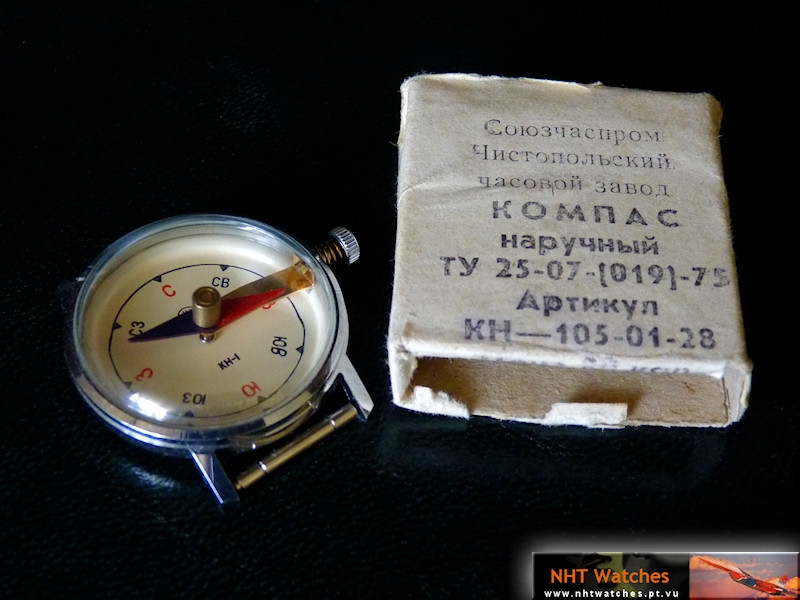 Союзчаспром
Чистопольский
часовой завод
КОМПАС
наручный
ТУ 25-07-(019)-75
Артикул
КН—105-01-28
коп
С
СВ
ЮВ
Ю
ЮЗ
З
СЗ
КН-1
NHT Watches
www.nhtwatches.pt.vu